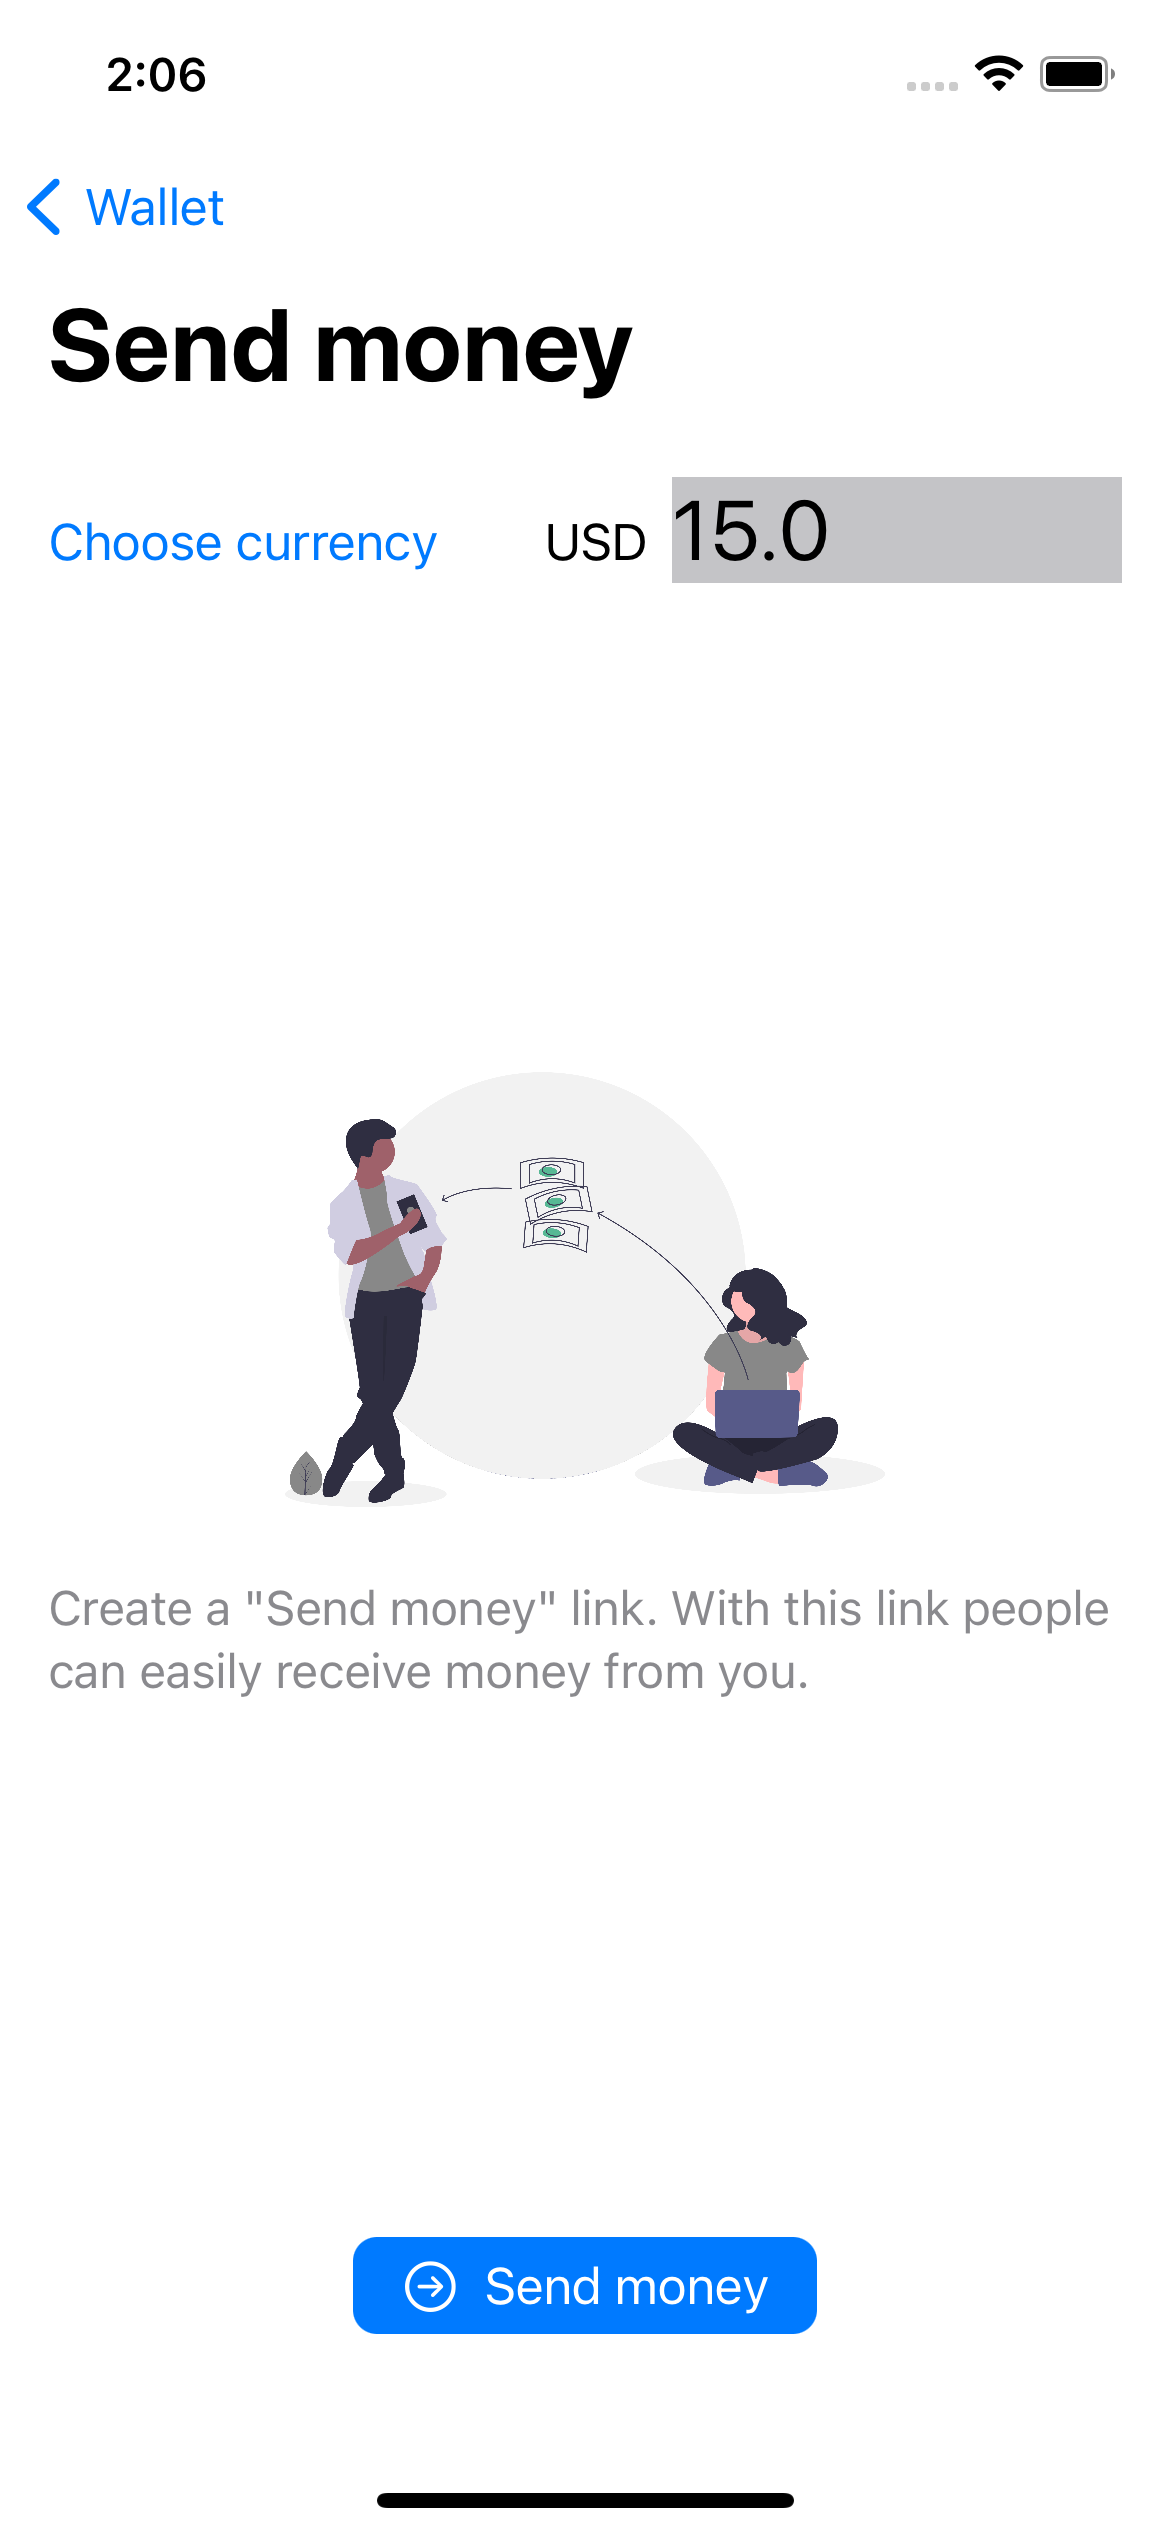 2:06
Wallet
Send money
Choose currency USD 15.0
Create a "Send money" link. With this link people
can easily receive money from you.
Send money